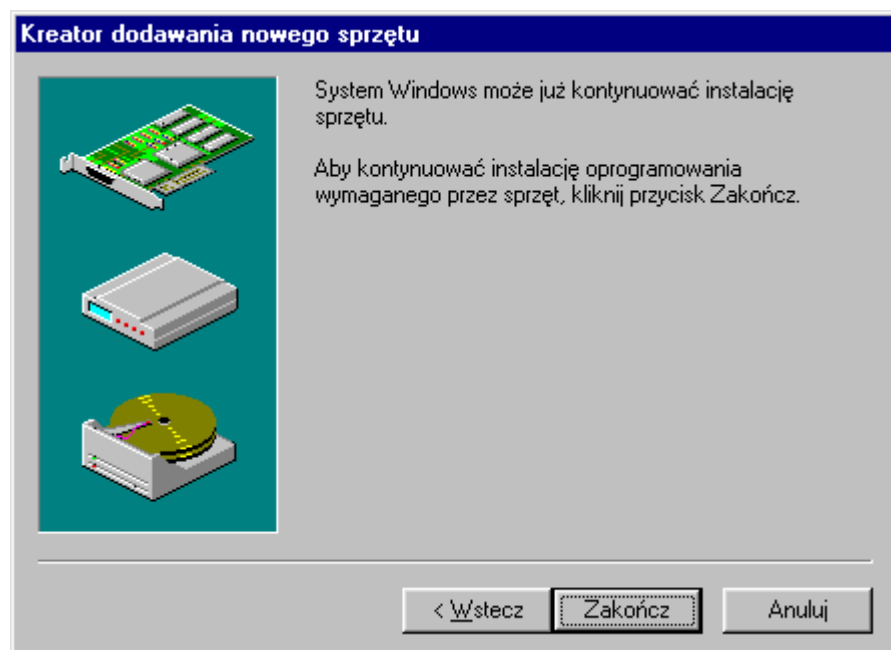 Kreator dodawania nowego sprzętu
System Windows może już kontynuować instalację
sprzętu.
Aby kontynuować instalację oprogramowania
wymaganego przez sprzęt, kliknij przycisk Zakończ.
< Wstecz
Zakończ
Anuluj